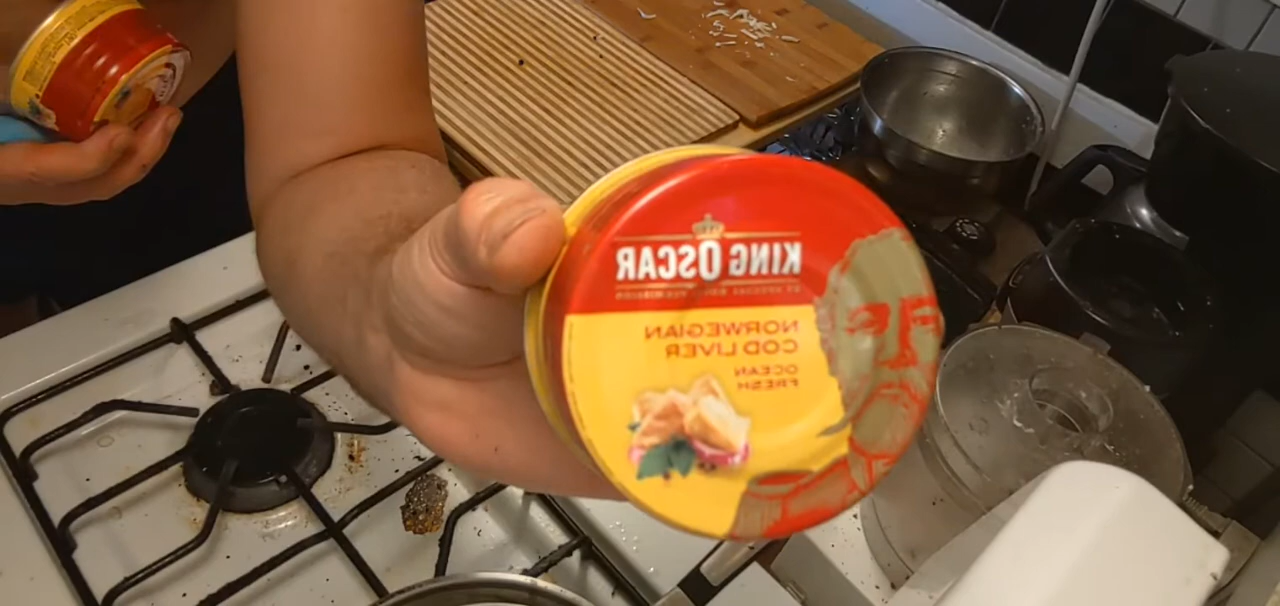 KING OSCAR
NORWEGIAN
COD LIVER
OCEAN
FRESH